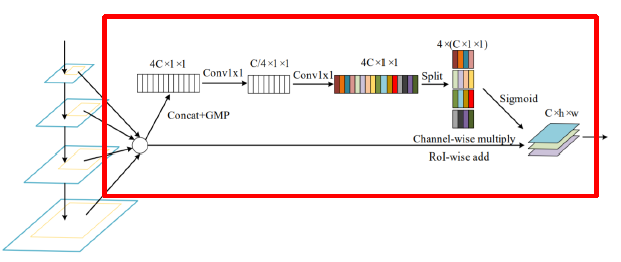 4×(C×1×1)
4C×1×1
C/4×1×1
4C×1×1
Conv1x1
Conv1x1
Split
Sigmoid
C×h×w
Concat+GMP
Channel-wise multiply
RoI-wise add